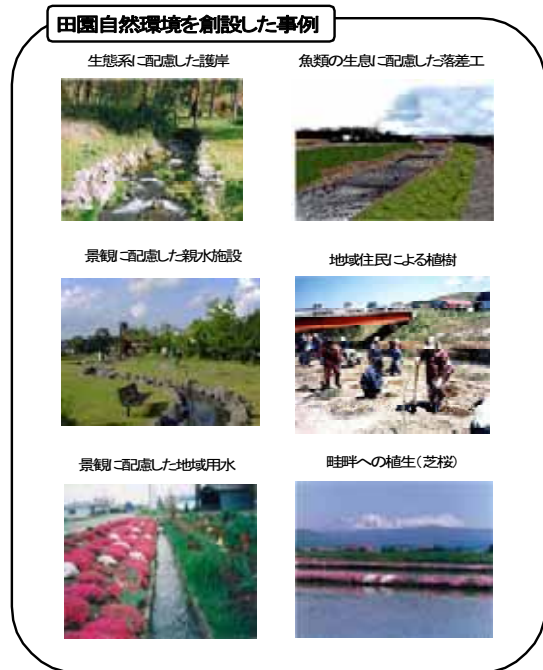 田園自然環境を創設した事例
生態系に配慮した護岸
魚類の生息に配慮した落差工
景観に配慮した親水施設
地域住民による植樹
景観に配慮した地域用水
畦畔への植生(芝桜)